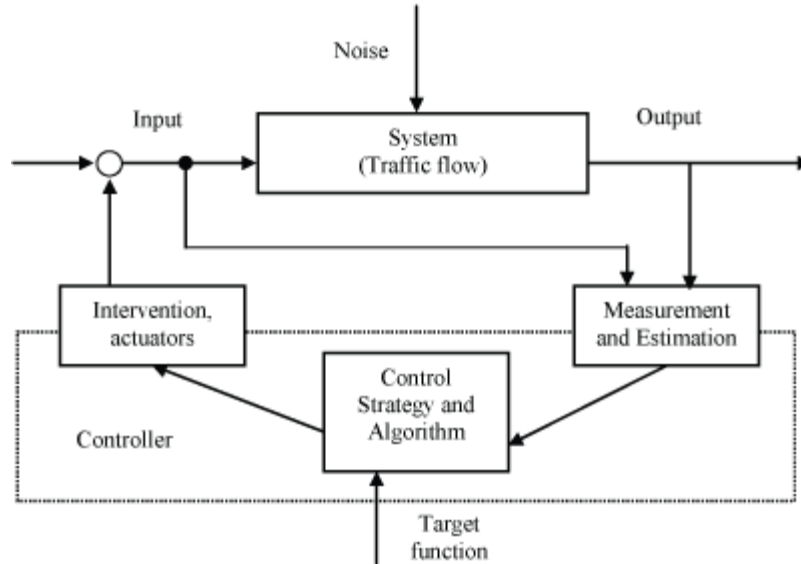 Noise
Input
System
(Traffic flow)
Output
Intervention,
actuators
Measurement
and Estimation
Control
Strategy and
Algorithm
Controller
Target
function